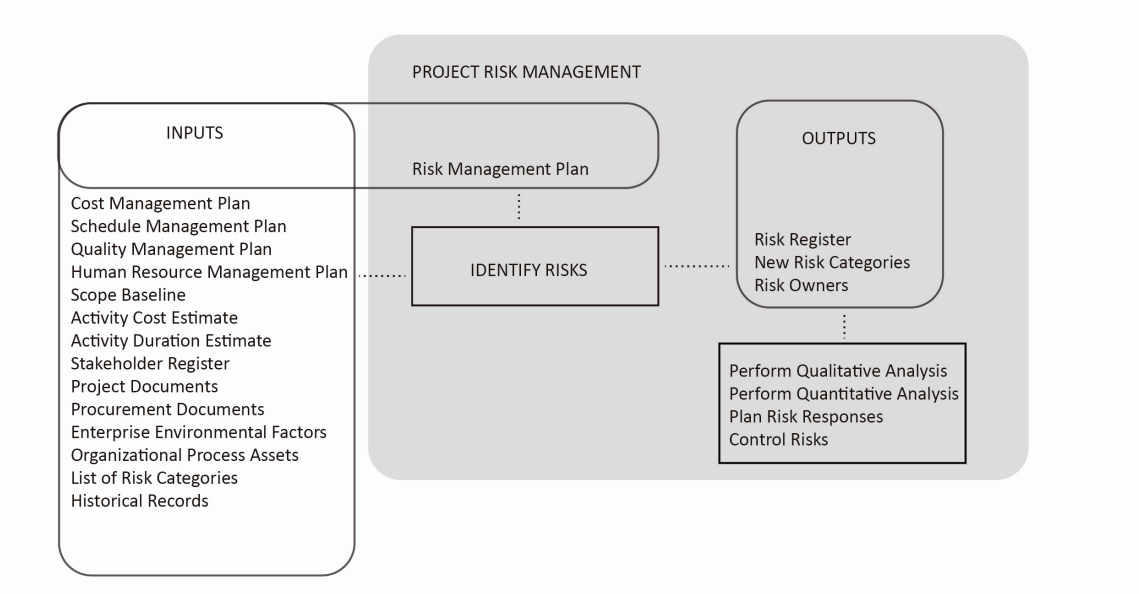 PROJECT RISK MANAGEMENT
INPUTS
Risk Management Plan
Cost Management Plan
Schedule Management Plan
Quality Management Plan
Human Resource Management Plan
Scope Baseline
Activity Cost Estimate
Activity Duration Estimate
Stakeholder Register
Project Documents
Procurement Documents
Enterprise Environmental Factors
Organizational Process Assets
List of Risk Categories
Historical Records
IDENTIFY RISKS
OUTPUTS
Risk Register
New Risk Categories
Risk Owners
Perform Qualitative Analysis
Perform Quantitative Analysis
Plan Risk Responses
Control Risks